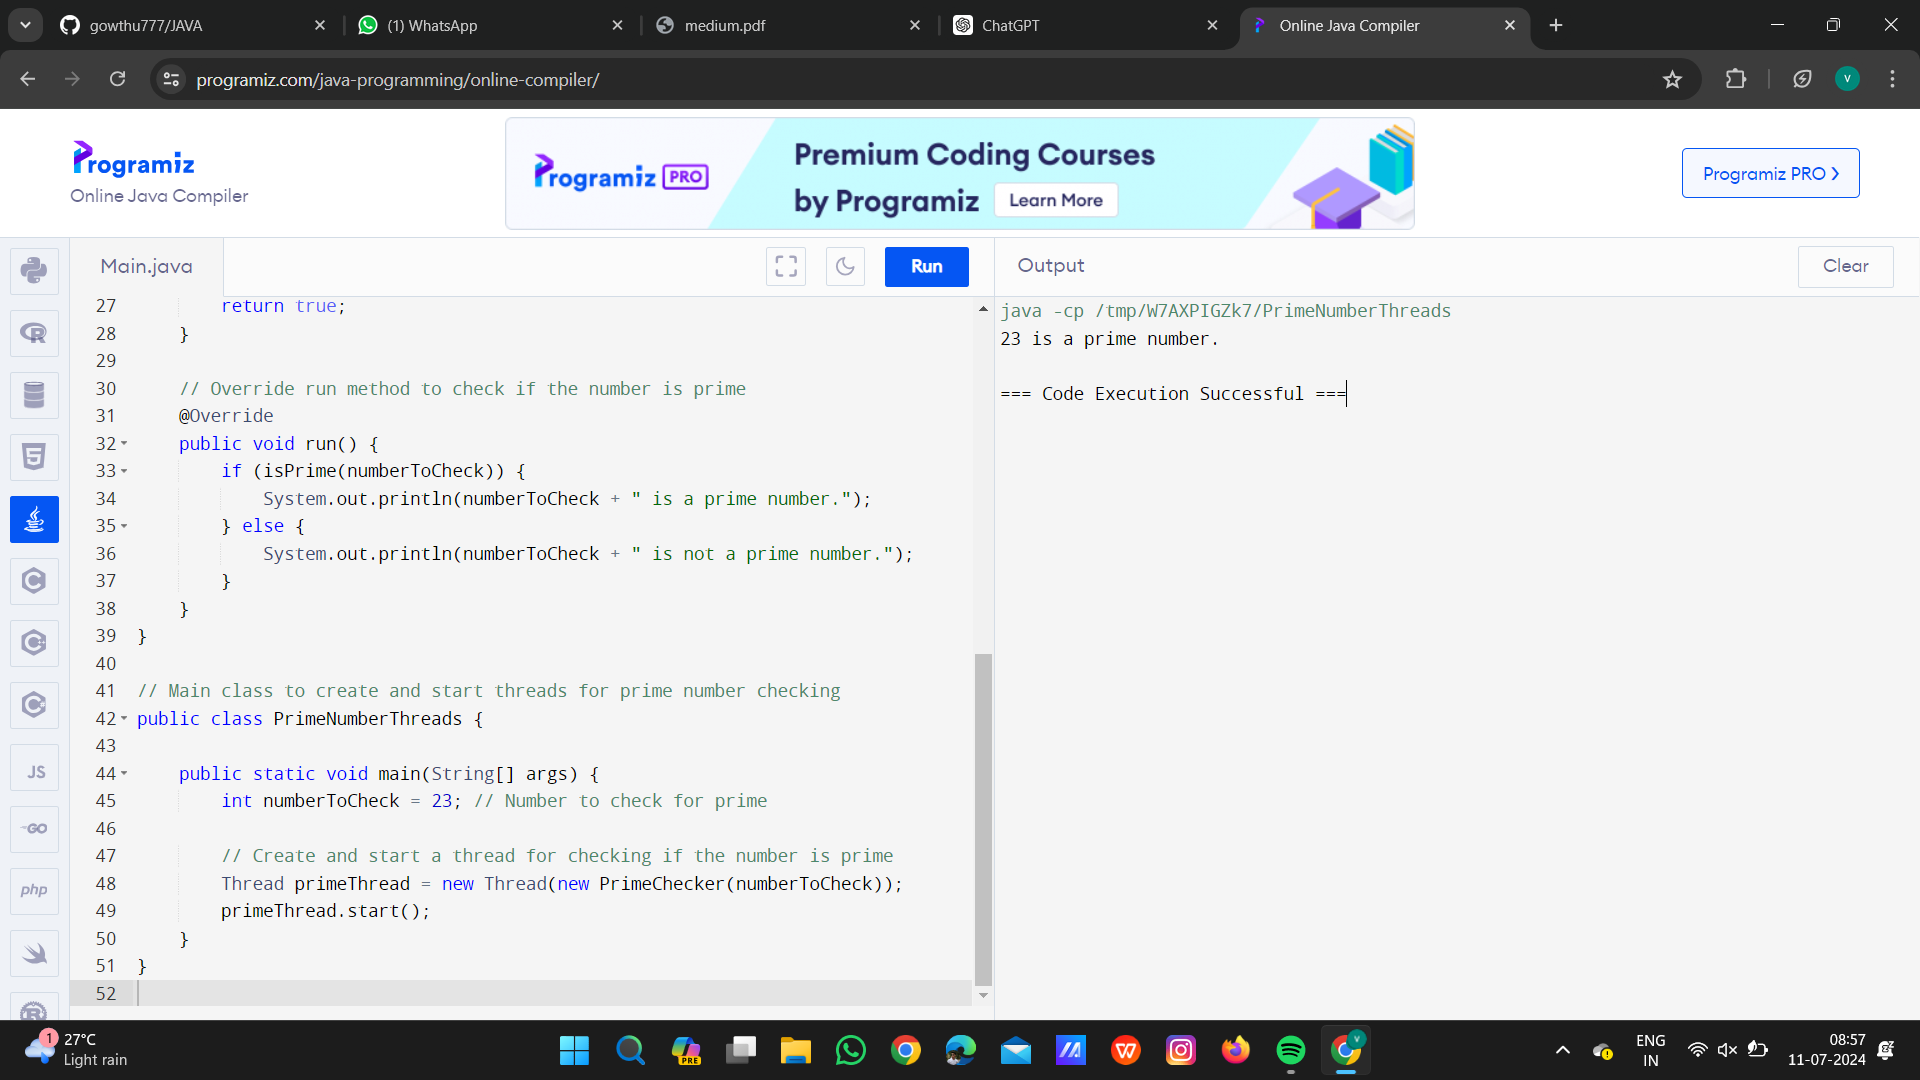 gowthu777/JAVA
(1) WhatsApp
medium.pdf
ChatGPT
Online Java Compiler
programiz.com/java-programming/online-compiler/
V
Programiz
Online Java Compiler
Programiz PRO
Premium Coding Courses
by Programiz
Learn More
Programiz PRO >
Main.java
Run
Output
Clear
27 return true;
28 }
29
30 // Override run method to check if the number is prime
31 @Override
32 public void run() {
33 if (isPrime(numberToCheck)) {
34 System.out.println(numberToCheck + " is a prime number.");
35 } else {
36 System.out.println(numberToCheck + " is not a prime number.");
37 }
38 }
39 }
40
41 // Main class to create and start threads for prime number checking
42 public class PrimeNumberThreads {
43
44 public static void main(String[] args) {
45 int numberToCheck = 23; // Number to check for prime
46
47 // Create and start a thread for checking if the number is prime
48 Thread primeThread = new Thread(new PrimeChecker(numberToCheck));
49 primeThread.start();
50 }
51 }
52
java -cp /tmp/W7AXPIGZk7/PrimeNumberThreads
23 is a prime number.
=== Code Execution Successful ===
R
5
C
C
C
JS
GO
php
1
27°C
Light rain
PRE
W
V
ENG
IN
08:57
11-07-2024